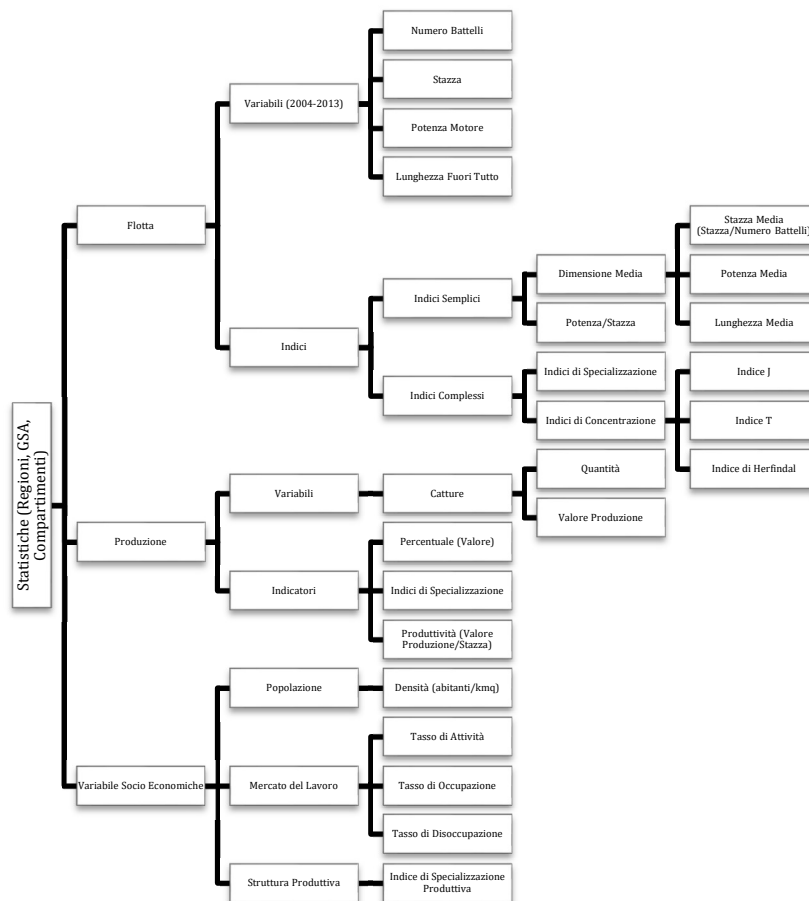 Statistiche (Regioni, GSA,
Compartimenti)
Flotta
Variabili (2004-2013)
Numero Battelli
Stazza
Potenza Motore
Lunghezza Fuori Tutto
Indici
Indici Semplici
Dimensione Media
Stazza Media
(Stazza/Numero Battelli)
Potenza Media
Lunghezza Media
Potenza/Stazza
Indici Complessi
Indici di Specializzazione
Indici di Concentrazione
Indice J
Indice T
Indice di Herfindal
Produzione
Variabili
Catture
Quantità
Valore Produzione
Indicatori
Percentuale (Valore)
Indici di Specializzazione
Produttività (Valore
Produzione/Stazza)
Variabile Socio Economiche
Popolazione
Densità (abitanti/kmq)
Mercato del Lavoro
Tasso di Attività
Tasso di Occupazione
Tasso di Disoccupazione
Struttura Produttiva
Indice di Specializzazione
Produttiva